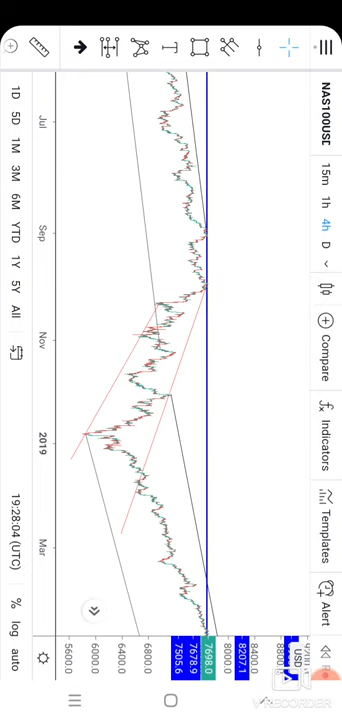 NAS100USD
15m 1h 4h D
Compare
Indicators
Templates
Alert
USD
8400.0
8207.1
8000.0
7698.0
7678.9
7505.6
7200.0
6800.0
6400.0
6000.0
5600.0
Jul
Sep
Nov
2019
Mar
1D 5D 1M 3M 6M YTD 1Y 5Y All
19:28:04 (UTC)
%
log
auto
VRECORDER